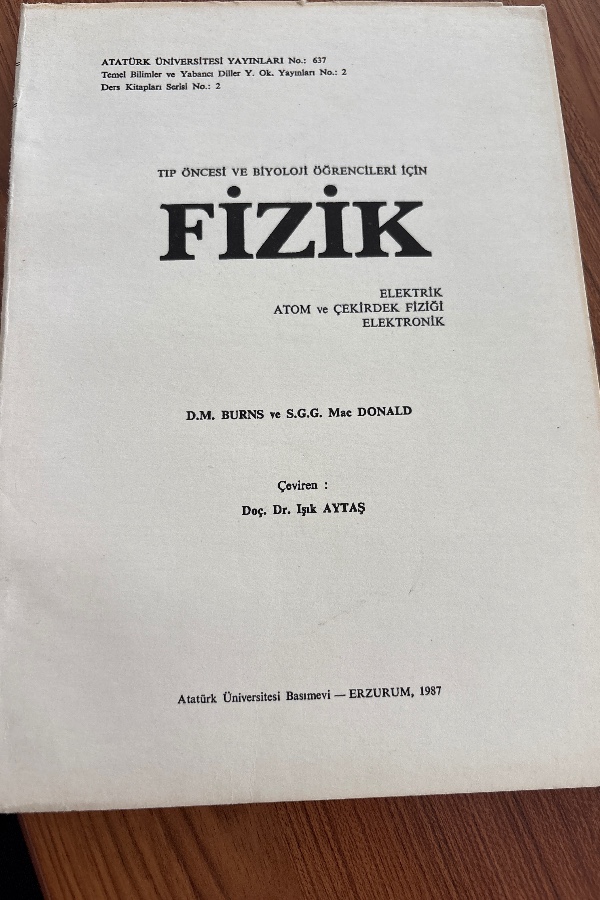 ATATÜRK ÜNİVERSİTESİ YAYINLARI No.: 637
Temel Bilimler ve Yabancı Diller Y. Ok. Yayınları No.: 2
Ders Kitapları Serisi No.: 2
TIP ÖNCESİ VE BİYOLOJİ ÖĞRENCİLERİ İÇİN
FİZİK
ELEKTRİK
ATOM ve ÇEKİRDEK FİZİĞİ
ELEKTRONİK
D.M. BURNS ve S.G.G. Mac DONALD
Çeviren :
Doç. Dr. Işık AYTAŞ
Atatürk Üniversitesi Basımevi — ERZURUM, 1987